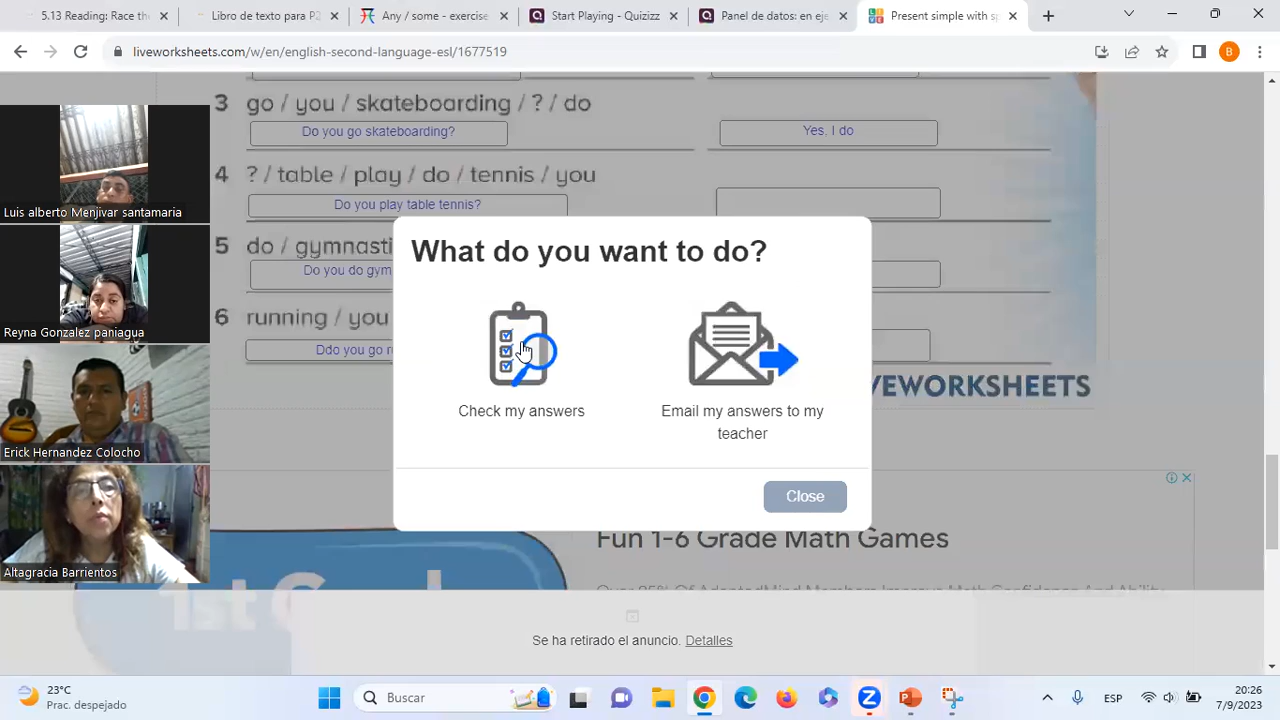 5.13 Reading: Race th
Libro de texto para P2
Any / some: exercise
Start Playing - Quizizz
Panel de datos: en eje
Present simple with sp
liveworksheets.com/w/en/english-second-language-esl/1677519
B
3 go / you / skateboarding / ? / do
Do you go skateboarding?
Yes, I do
4 ? / table / play / do / tennis / you
Do you play table tennis?
5 do / gymnasti
Do you do gym
6 running / you
Ddo you go r
VEWORKSHEETS
What do you want to do?
Check my answers
Email my answers to my
teacher
Close
Luis alberto Menjivar santamaria
Reyna Gonzalez paniagua
Erick Hernandez Colocho
Altagracia Barrientos
Fun 1-6 Grade Math Games
Se ha retirado el anuncio. Detalles
23°C
Prac. despejado
Buscar
ESP
20:26
7/9/2023